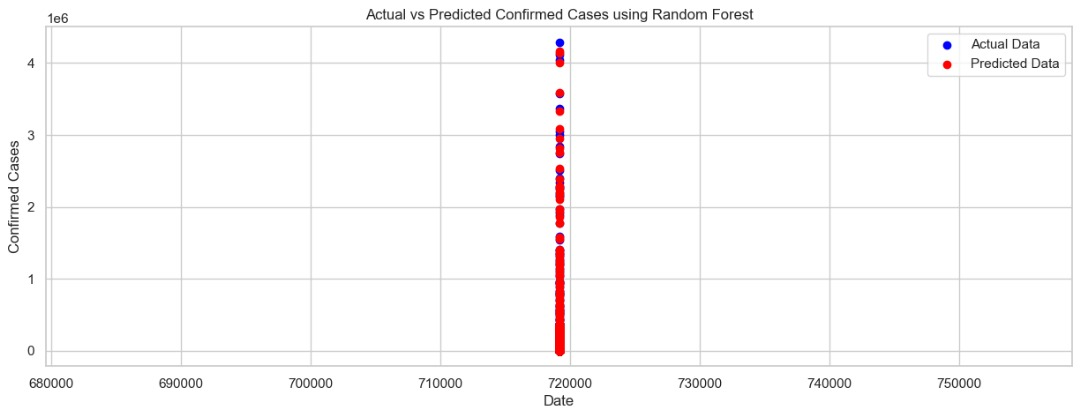 Actual vs Predicted Confirmed Cases using Random Forest
1e6
Actual Data
Predicted Data
4
3
2
1
0
Confirmed Cases
680000 690000 700000 710000 720000 730000 740000 750000
Date